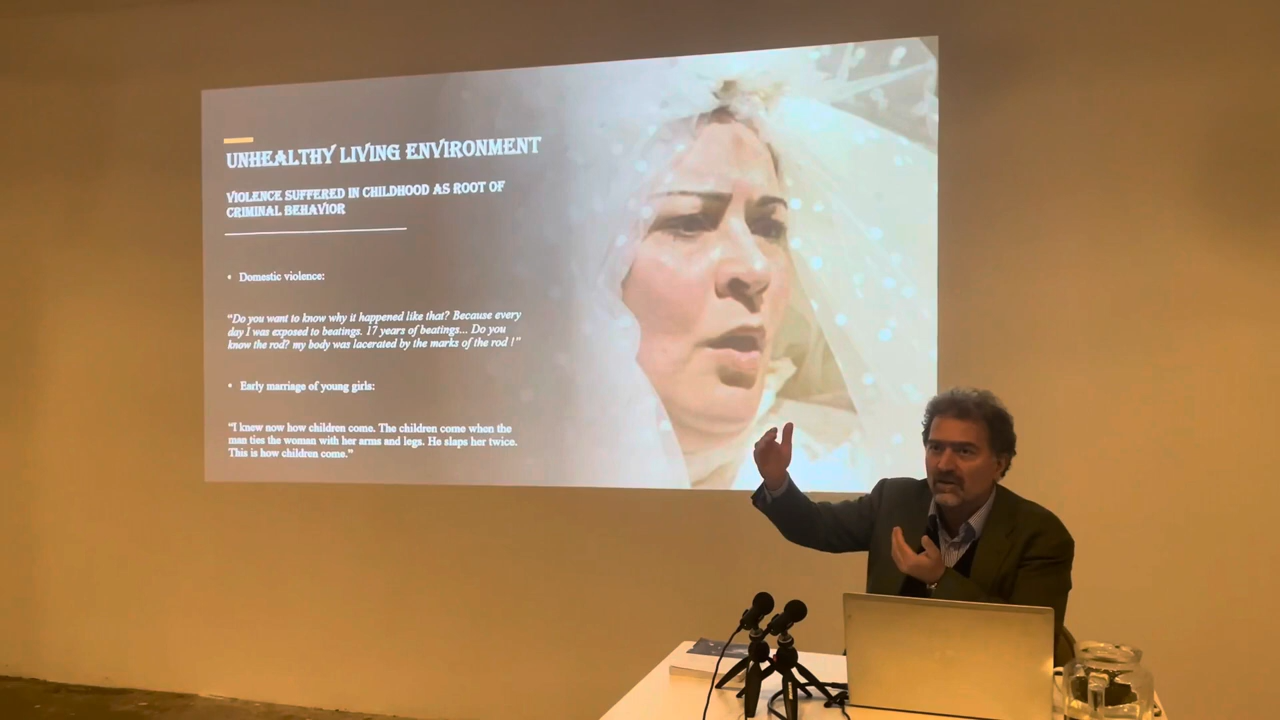 UNHEALTHY LIVING ENVIRONMENT
VIOLENCE SUFFERED IN CHILDHOOD AS ROOT OF
CRIMINAL BEHAVIOR
• Domestic violence:
“Do you want to know why it happened like that? Because every
day I was exposed to beatings. 17 years of beatings... Do you
know the rod? my body was lacerated by the marks of the rod !”
• Early marriage of young girls:
“I knew now how children come. The children come when the
man ties the woman with her arms and legs. He slaps her twice.
This is how children come.”